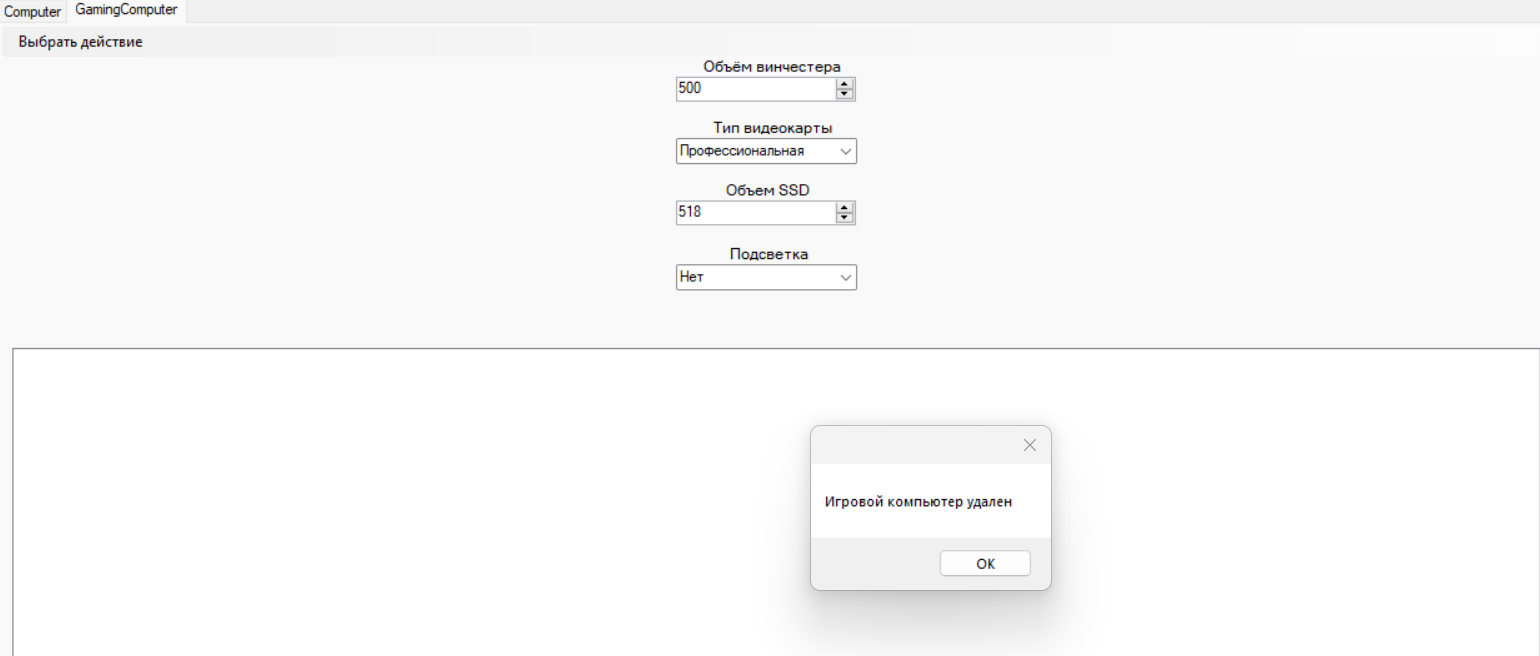 Computer GamingComputer
Выбрать действие
Объём винчестера
500
Тип видеокарты
Профессиональная
Объем SSD
518
Подсветка
Нет
Игровой компьютер удален
OK